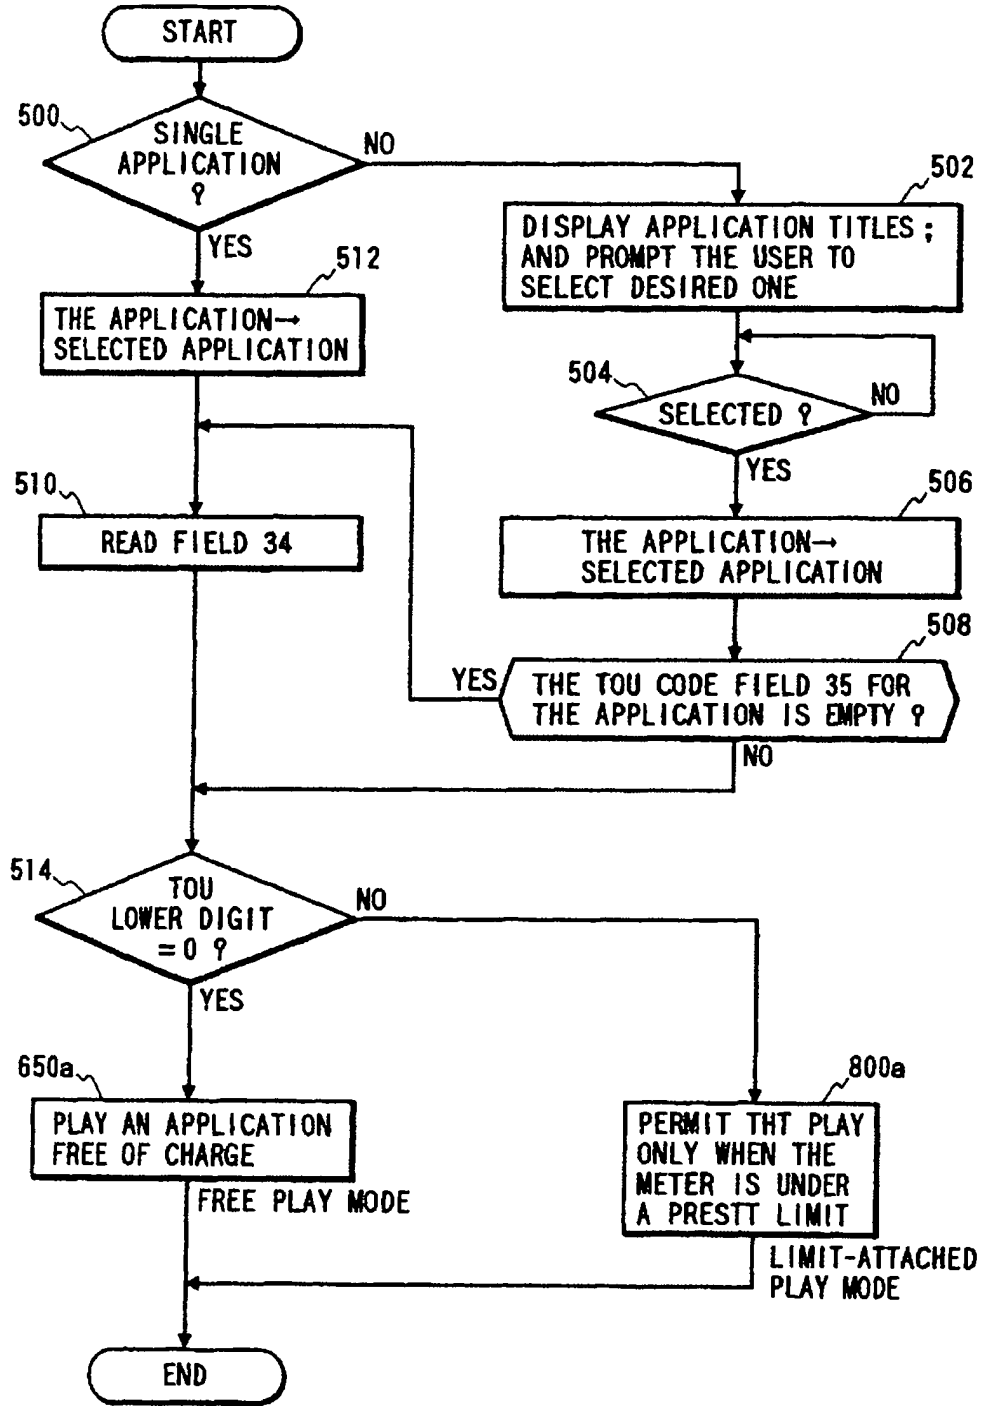 START
500
SINGLE
APPLICATION
?
NO
YES
502
DISPLAY APPLICATION TITLES;
AND PROMPT THE USER TO
SELECT DESIRED ONE
512
THE APPLICATION→
SELECTED APPLICATION
504
SELECTED ?
NO
YES
506
THE APPLICATION→
SELECTED APPLICATION
510
READ FIELD 34
508
THE TOU CODE FIELD 35 FOR
THE APPLICATION IS EMPTY ?
YES
NO
514
TOU
LOWER DIGIT
=0 ?
NO
YES
650a
PLAY AN APPLICATION
FREE OF CHARGE
FREE PLAY MODE
800a
PERMIT THT PLAY
ONLY WHEN THE
METER IS UNDER
A PRESTT LIMIT
LIMIT-ATTACHED
PLAY MODE
END